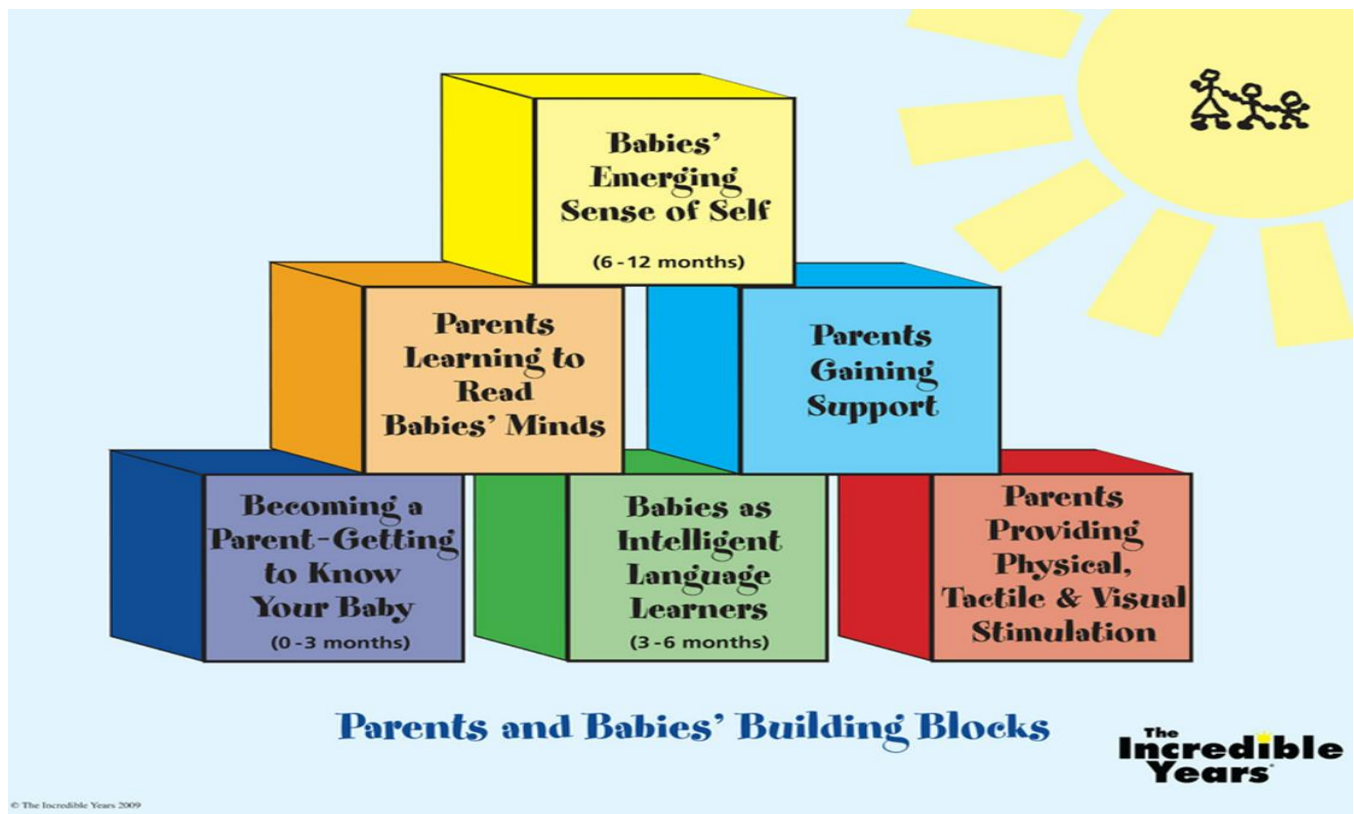 Babies'
Emerging
Sense of Self
(6-12 months)
Parents
Learning to
Read
Babies' Minds
Parents
Gaining
Support
Becoming a
Parent-Getting
to Know
Your Baby
(0-3 months)
Babies as
Intelligent
Language
Learners
(3-6 months)
Parents
Providing
Physical,
Tactile & Visual
Stimulation
Parents and Babies' Building Blocks
The
Incredible
Years®
© The Incredible Years 2009